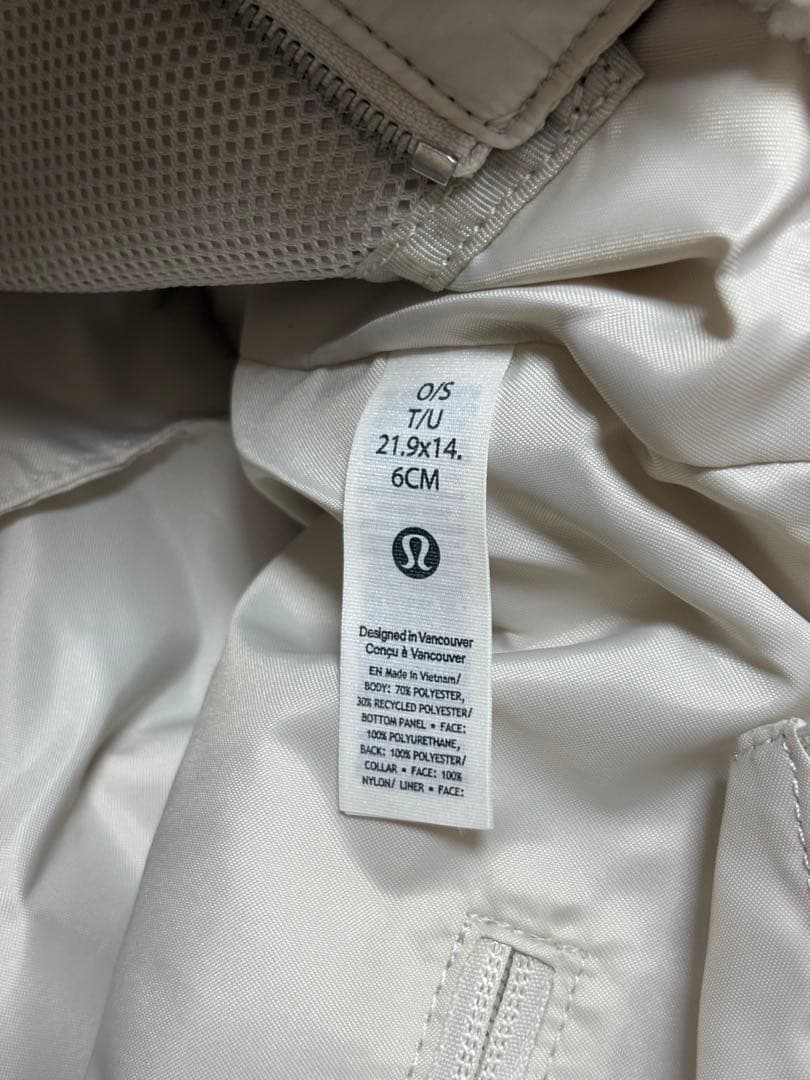 O/S
T/U
21.9x14.
6CM
Designed in Vancouver
Conçu à Vancouver
EN Made in Vietnam/
BODY: 70% POLYESTER,
30% RECYCLED POLYESTER/
BOTTOM PANEL • FACE:
100% POLYURETHANE,
BACK: 100% POLYESTER/
COLLAR • FACE: 100%
NYLON/ LINER • FACE: